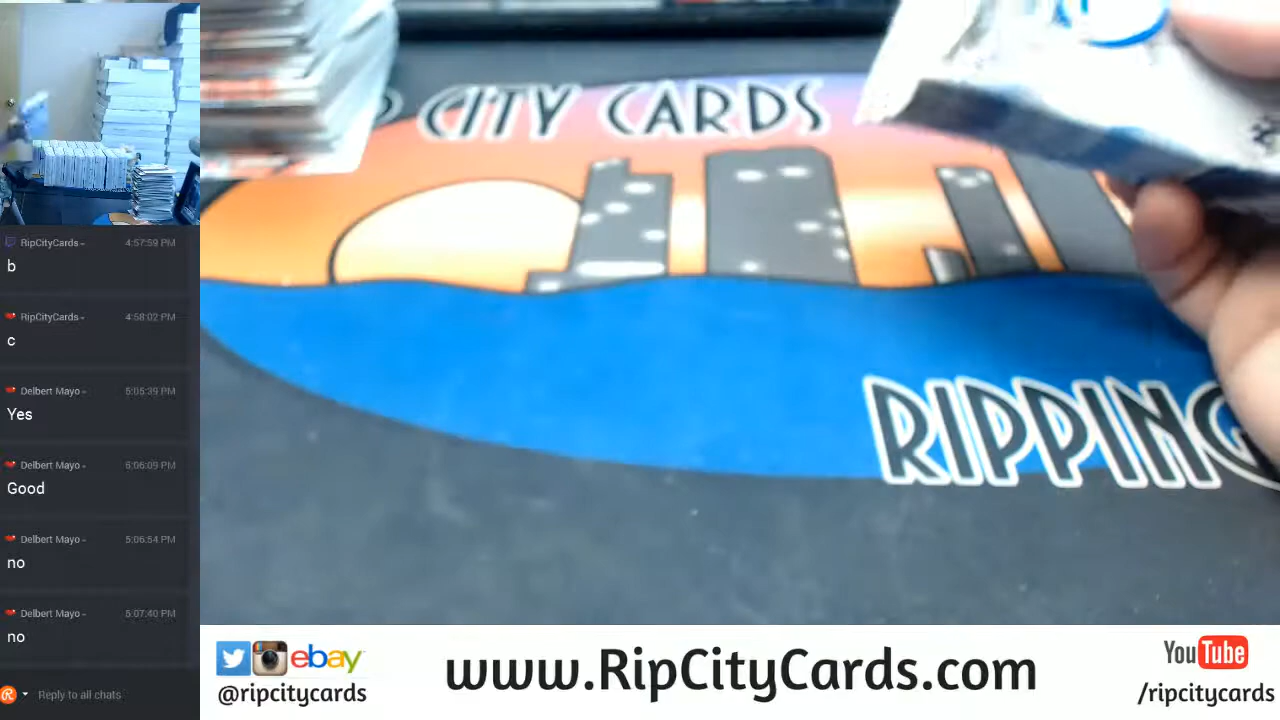 RipCityCards - 4:57:59 PM
b
RipCityCards - 4:58:02 PM
c
Delbert Mayo - 5:05:39 PM
Yes
Delbert Mayo - 5:06:09 PM
Good
Delbert Mayo - 5:06:54 PM
no
Delbert Mayo - 5:07:40 PM
no
Reply to all chats
P CITY CARDS
RIPPING
ebay
@ripcitycards
www.RipCityCards.com
YouTube
/ripcitycards